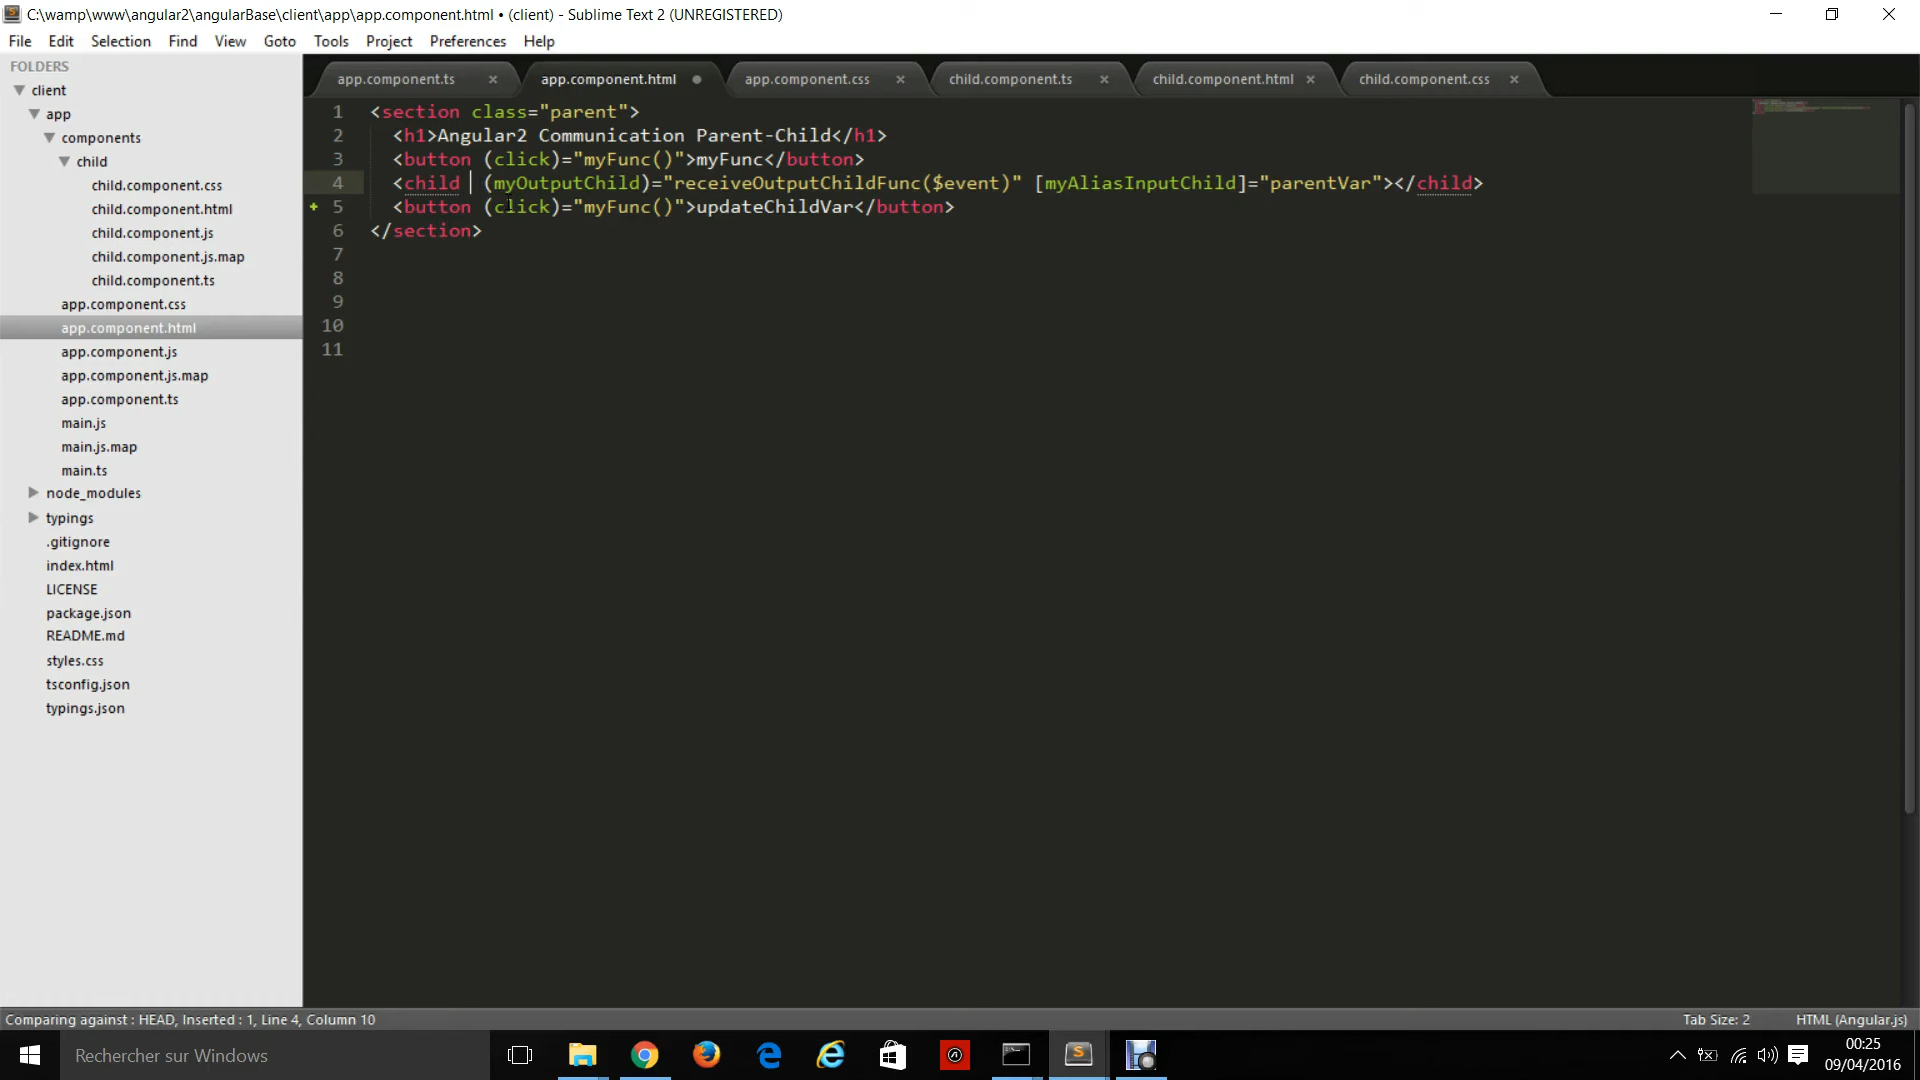 C:\wamp\www\angular2\angularBase\client\app\app.component.html • (client) - Sublime Text 2 (UNREGISTERED)
File Edit Selection Find View Goto Tools Project Preferences Help
FOLDERS
client
app
components
child
child.component.css
child.component.html
child.component.js
child.component.js.map
child.component.ts
app.component.css
app.component.html
app.component.js
app.component.js.map
app.component.ts
main.js
main.js.map
main.ts
node_modules
typings
.gitignore
index.html
LICENSE
package.json
README.md
styles.css
tsconfig.json
typings.json
app.component.ts × app.component.html • app.component.css × child.component.ts × child.component.html × child.component.css ×
1 <section class="parent">
2 <h1>Angular2 Communication Parent-Child</h1>
3 <button (click)="myFunc()">myFunc</button>
4 <child (myOutputChild)="receiveOutputChildFunc($event)" [myAliasInputChild]="parentVar"></child>
5 <button (click)="myFunc()">updateChildVar</button>
6 </section>
7
8
9
10
11
Comparing against : HEAD, Inserted : 1, Line 4, Column 10 Tab Size: 2 HTML (Angular.js)
Rechercher sur Windows
00:25
09/04/2016